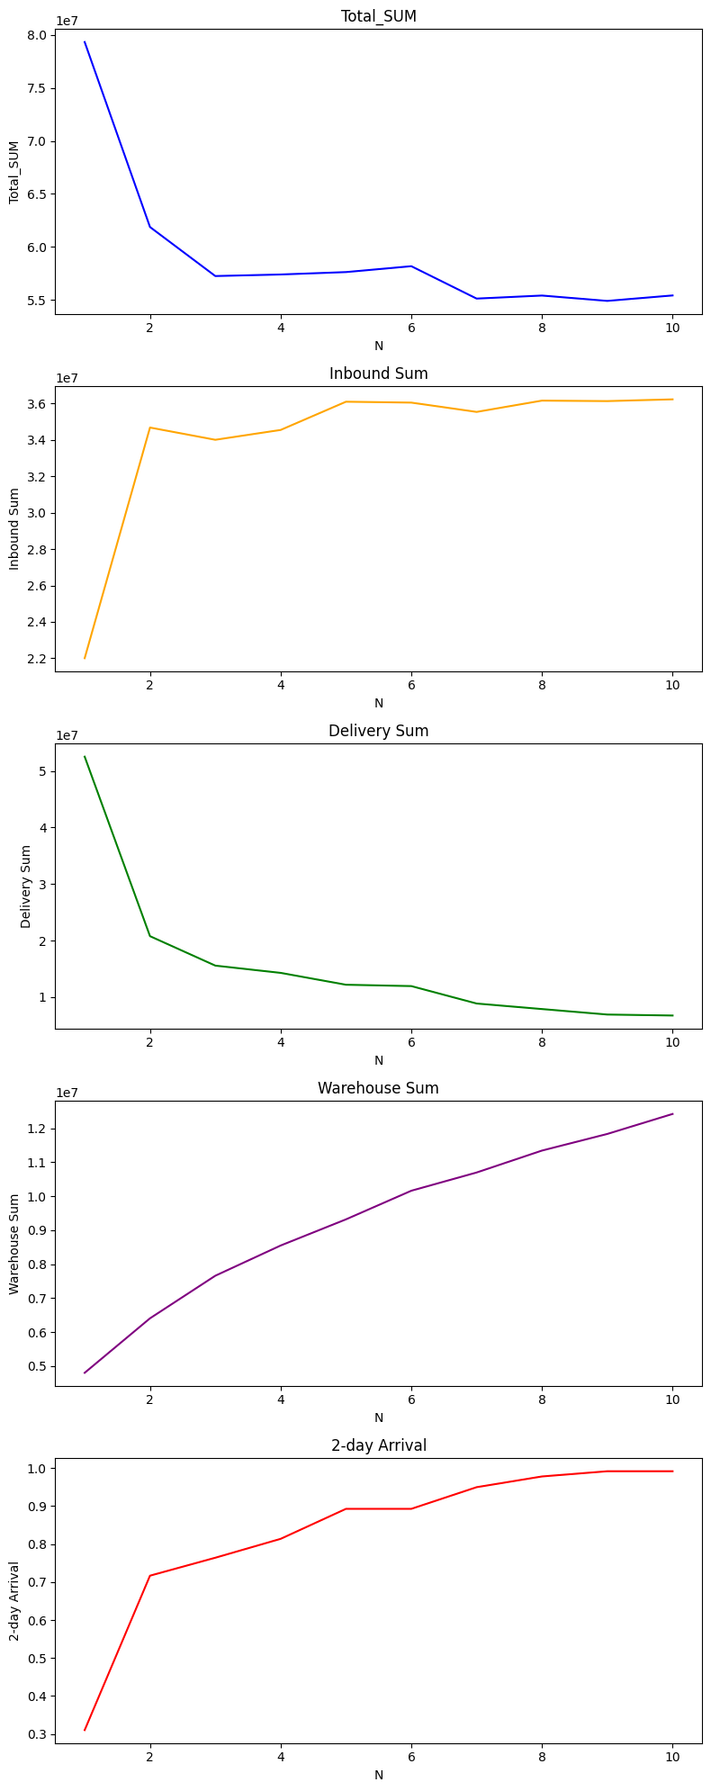 Total_SUM
1e7
8.0
7.5
7.0
6.5
6.0
5.5
Total_SUM
2 4 6 8 10
N
Inbound Sum
1e7
3.6
3.4
3.2
3.0
2.8
2.6
2.4
2.2
Inbound Sum
2 4 6 8 10
N
Delivery Sum
1e7
5
4
3
2
1
Delivery Sum
2 4 6 8 10
N
Warehouse Sum
1e7
1.2
1.1
1.0
0.9
0.8
0.7
0.6
0.5
Warehouse Sum
2 4 6 8 10
N
2-day Arrival
1.0
0.9
0.8
0.7
0.6
0.5
0.4
0.3
2-day Arrival
2 4 6 8 10
N